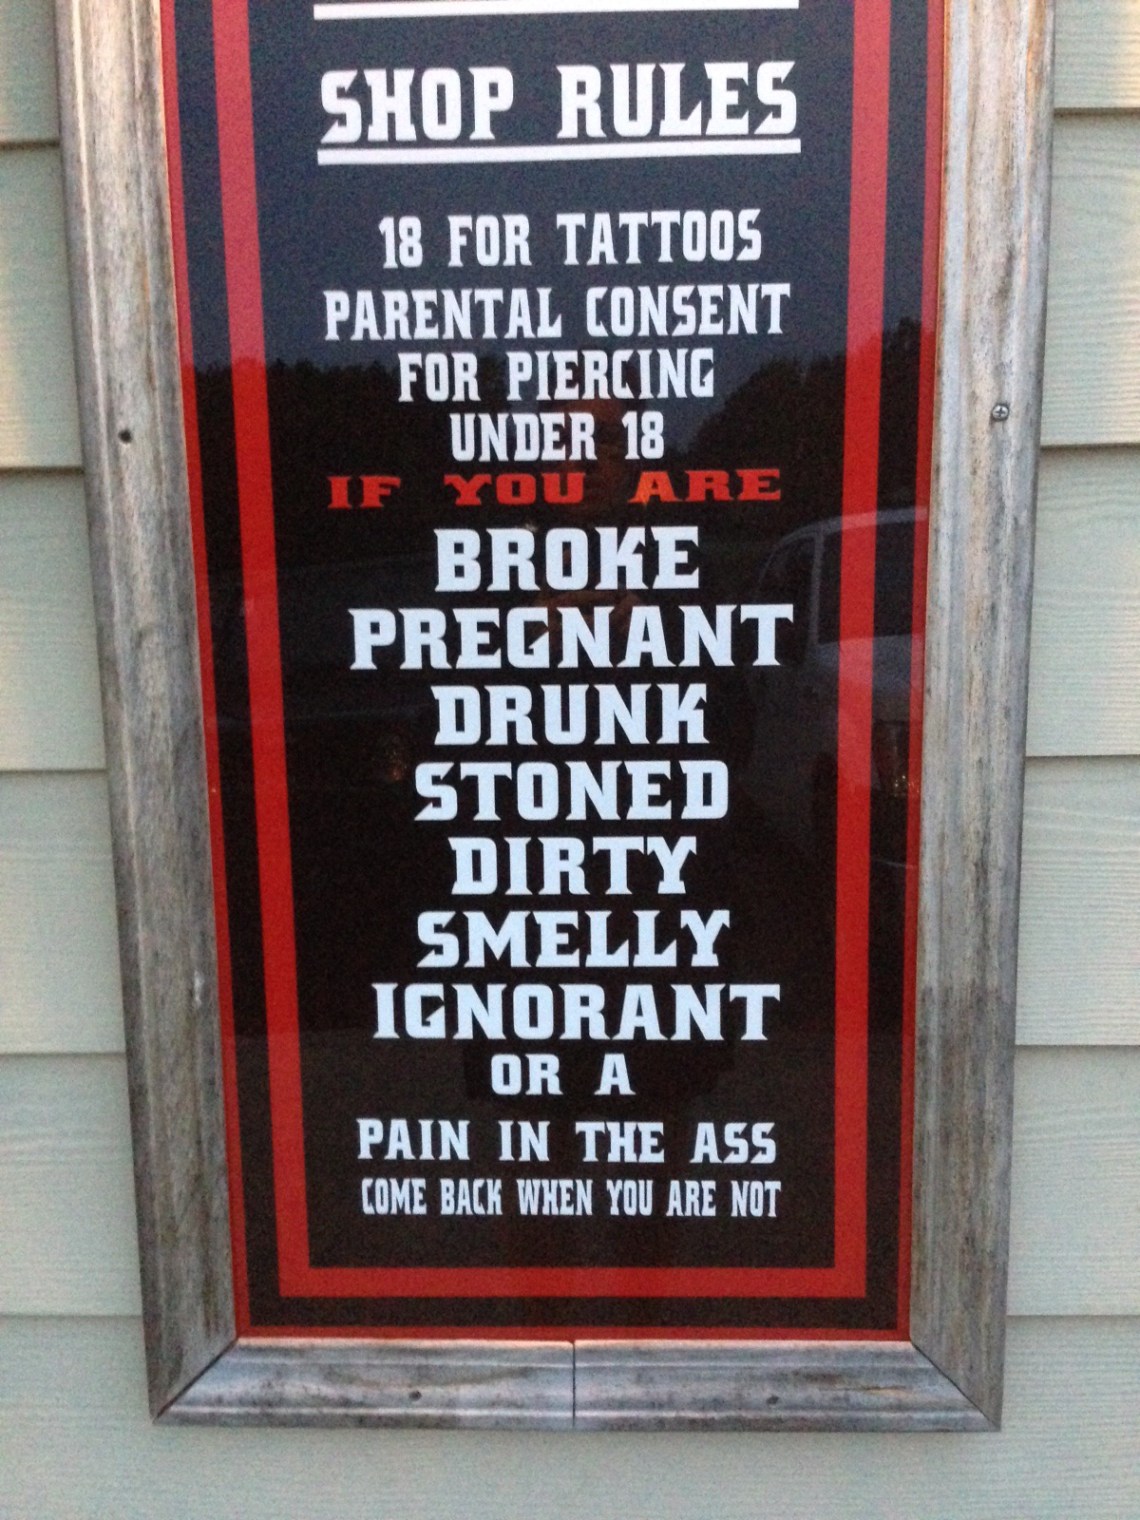 SHOP RULES
18 FOR TATTOOS
PARENTAL CONSENT
FOR PIERCING
UNDER 18
IF YOU ARE
BROKE
PREGNANT
DRUNK
STONED
DIRTY
SMELLY
IGNORANT
OR A
PAIN IN THE ASS
COME BACK WHEN YOU ARE NOT